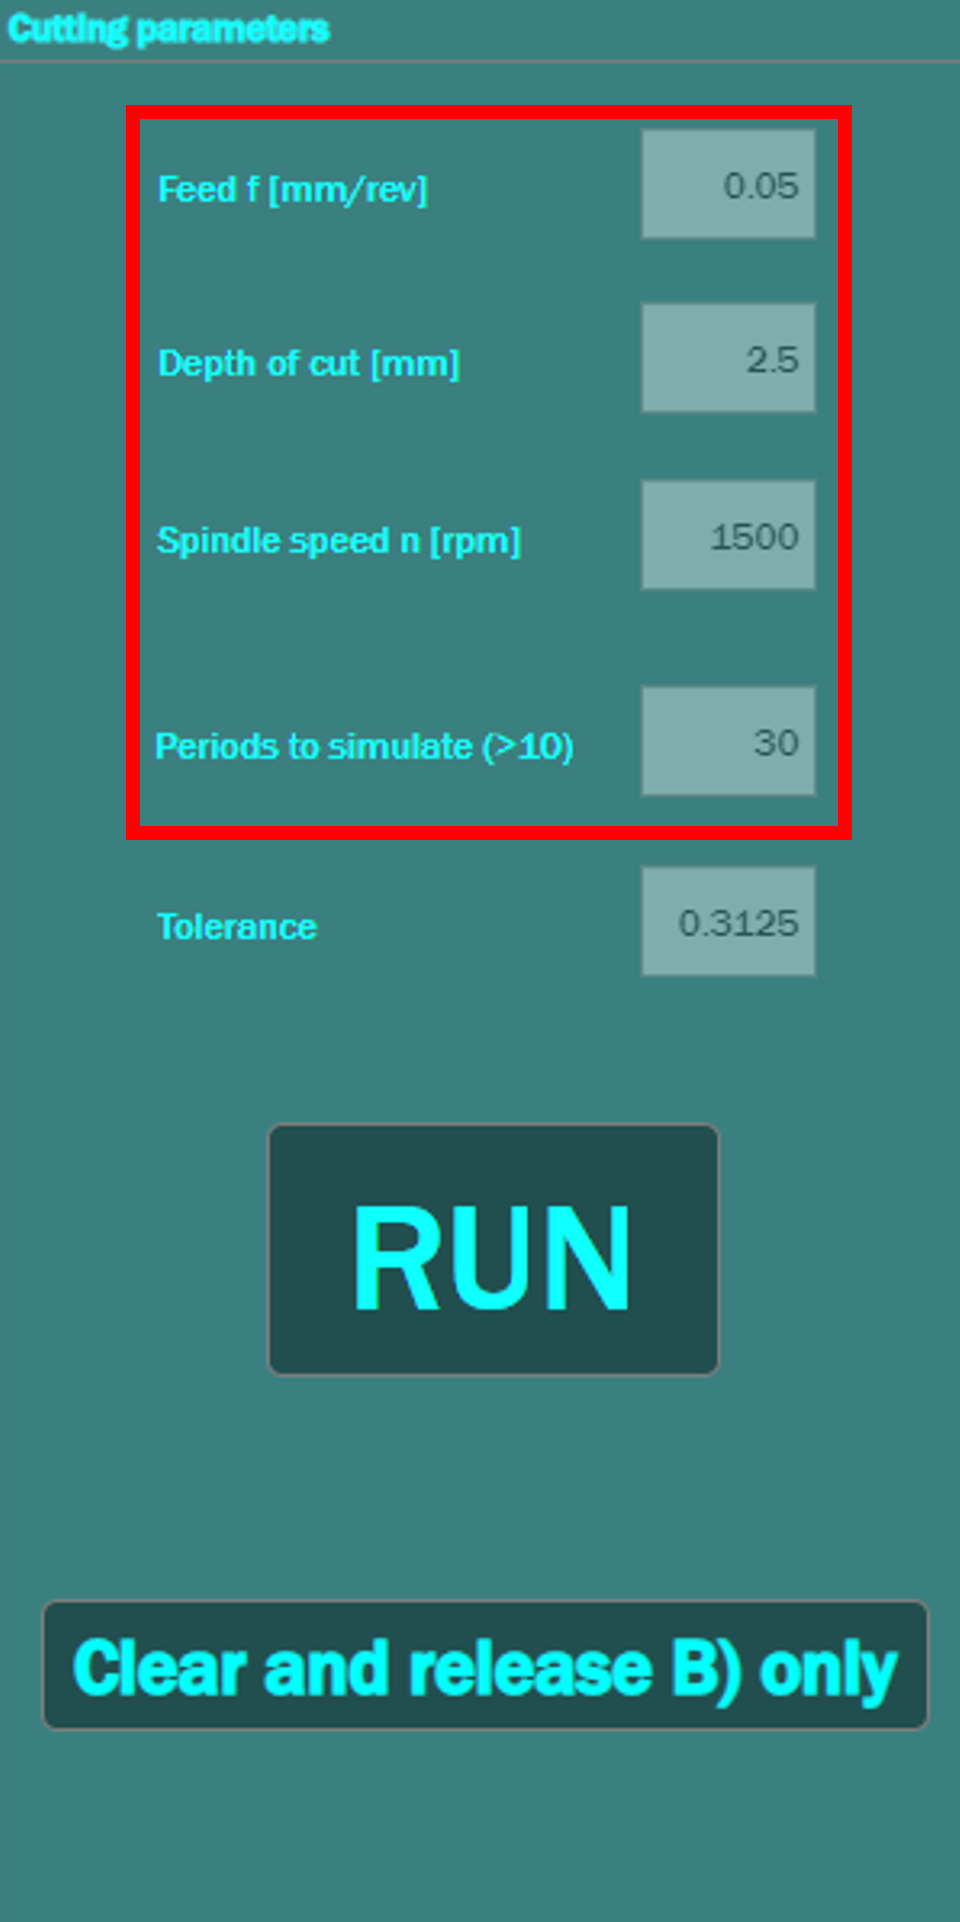 Cutting parameters
Feed f [mm/rev] 0.05
Depth of cut [mm] 2.5
Spindle speed n [rpm] 1500
Periods to simulate (>10) 30
Tolerance 0.3125
RUN
Clear and release B) only